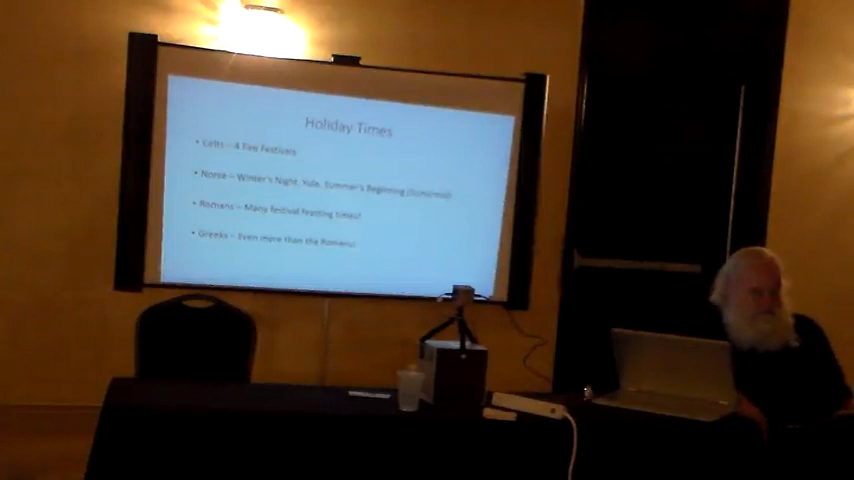 Holiday Times
• Celts – 4 Fire Festivals
• Norse – Winter's Night, Yule, Summer's Beginning
• Romans – Many festival feasting times!
• Greeks – Even more than the Romans!